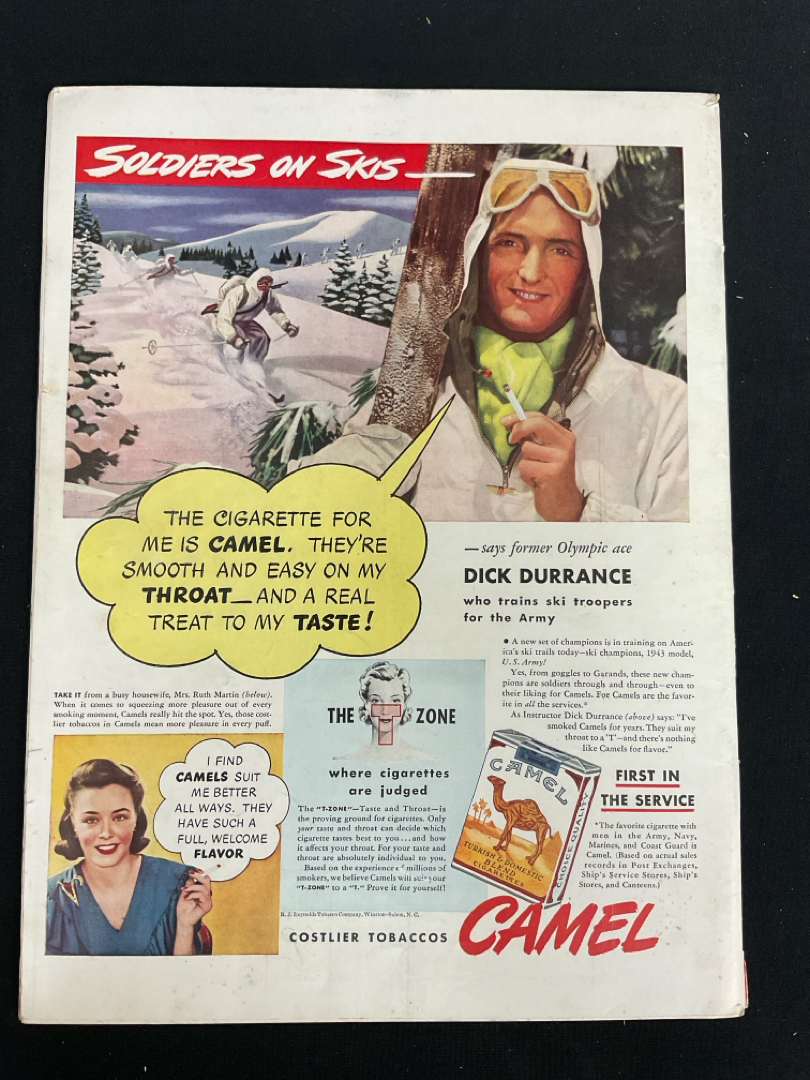 SOLDIERS ON SKIS—
THE CIGARETTE FOR
ME IS CAMEL. THEY'RE
SMOOTH AND EASY ON MY
THROAT—AND A REAL
TREAT TO MY TASTE!
—says former Olympic ace
DICK DURRANCE
who trains ski troopers
for the Army
• A new set of champions is in training on Amer-
ica's ski trails today—ski champions, 1943 model,
U.S. Army!
Yes, from goggles to Garands, these new cham-
pions are soldiers through and through—even to
their liking for Camels. For Camels are the favor-
ite in all the services.*
As Instructor Dick Durrance (above) says: "I've
smoked Camels for years. They suit my
throat to a 'T'—and there's nothing
like Camels for flavor."
TAKE IT from a busy housewife, Mrs. Ruth Martin (below).
When it comes to squeezing more pleasure out of every
smoking moment, Camels really hit the spot. Yes, those cost-
lier tobaccos in Camels mean more pleasure in every puff.
I FIND
CAMELS SUIT
ME BETTER
ALL WAYS. THEY
HAVE SUCH A
FULL, WELCOME
FLAVOR
THE T ZONE
where cigarettes
are judged
The "T-ZONE"—Taste and Throat—is
the proving ground for cigarettes. Only
your taste and throat can decide which
cigarette tastes best to you...and how
it affects your throat. For your taste and
throat are absolutely individual to you.
Based on the experience of millions of
smokers, we believe Camels will suit your
"T-ZONE" to a "T." Prove it for yourself!
R. J. Reynolds Tobacco Company, Winston-Salem, N. C.
CAMEL
TURKISH & DOMESTIC
BLEND
CIGARETTES
CHOICE QUALITY
FIRST IN
THE SERVICE
*The favorite cigarette with
men in the Army, Navy,
Marines, and Coast Guard is
Camel. (Based on actual sales
records in Post Exchanges,
Ship's Service Stores, Ship's
Stores, and Canteens.)
COSTLIER TOBACCOS
CAMEL